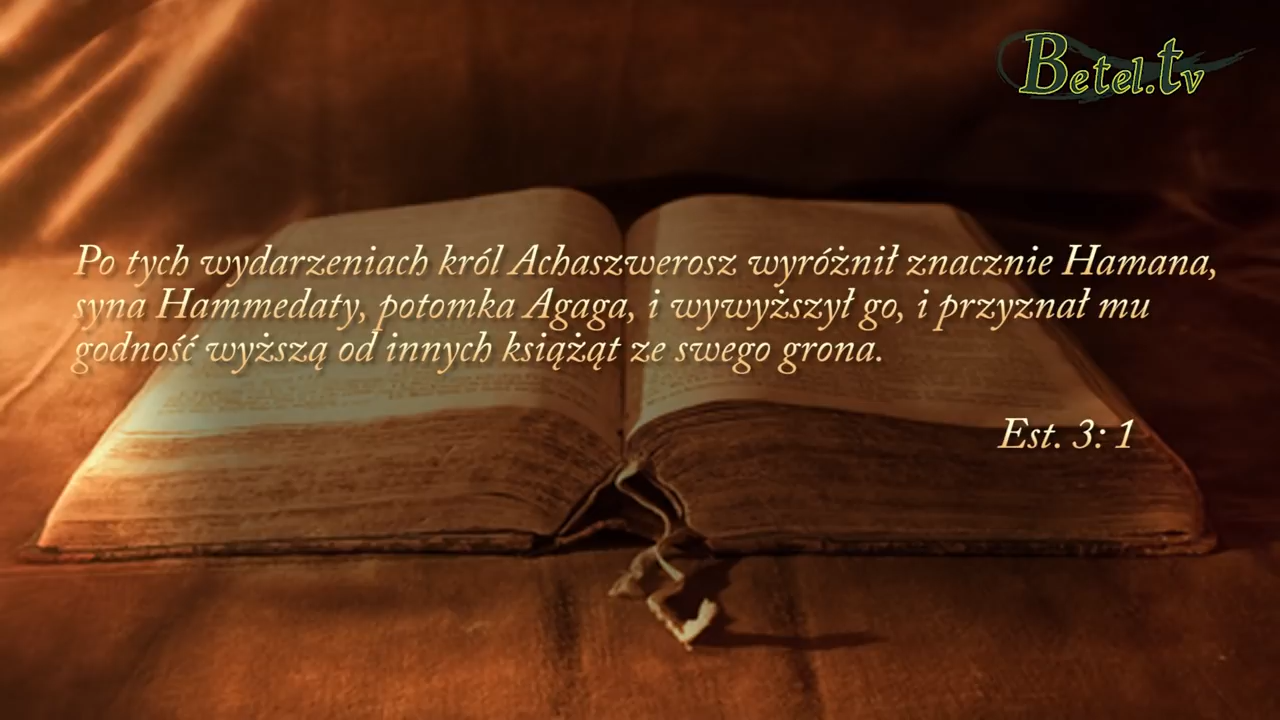 Betel.tv
Po tych wydarzeniach król Achaszwerosz wyróżnił znacznie Hamana,
syna Hammedaty, potomka Agaga, i wywyższył go, i przyznał mu
godność wyższą od innych książąt ze swego grona.
Est. 3: 1